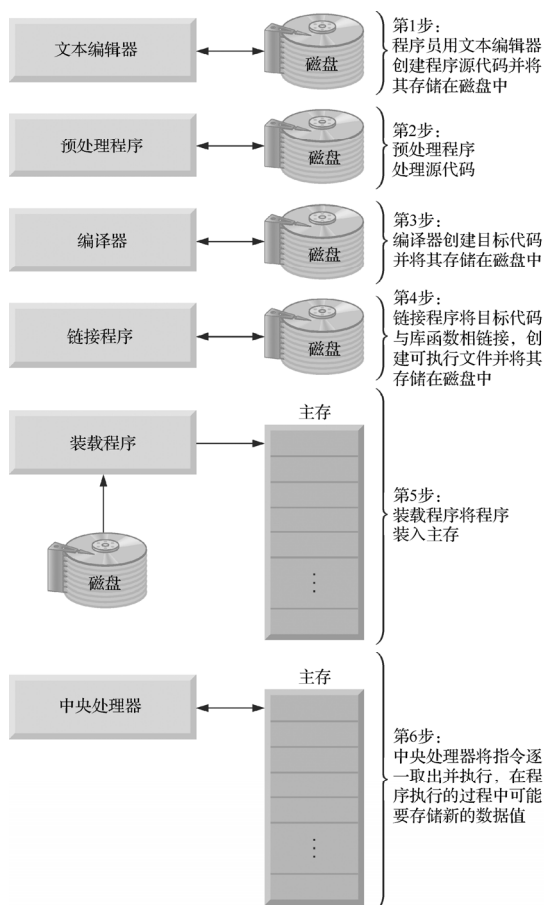 文本编辑器
磁盘
第1步：
程序员用文本编辑器
创建程序源代码并将
其存储在磁盘中
预处理程序
磁盘
第2步：
预处理程序
处理源代码
编译器
磁盘
第3步：
编译器创建目标代码
并将其存储在磁盘中
链接程序
磁盘
第4步：
链接程序将目标代码
与库函数相链接，创
建可执行文件并将其
存储在磁盘中
主存
装载程序
磁盘
⋮
第5步：
装载程序将程序
装入主存
主存
中央处理器
⋮
第6步：
中央处理器将指令逐
一取出并执行，在程
序执行的过程中可能
要存储新的数据值